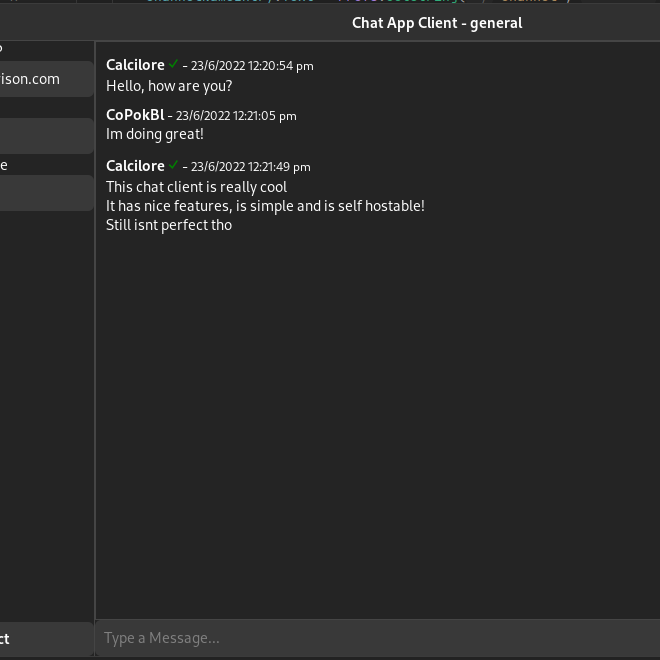 Chat App Client - general
ison.com
e
ct
Calcilore ✓ - 23/6/2022 12:20:54 pm
Hello, how are you?
CoPokBl - 23/6/2022 12:21:05 pm
Im doing great!
Calcilore ✓ - 23/6/2022 12:21:49 pm
This chat client is really cool
It has nice features, is simple and is self hostable!
Still isnt perfect tho
Type a Message...